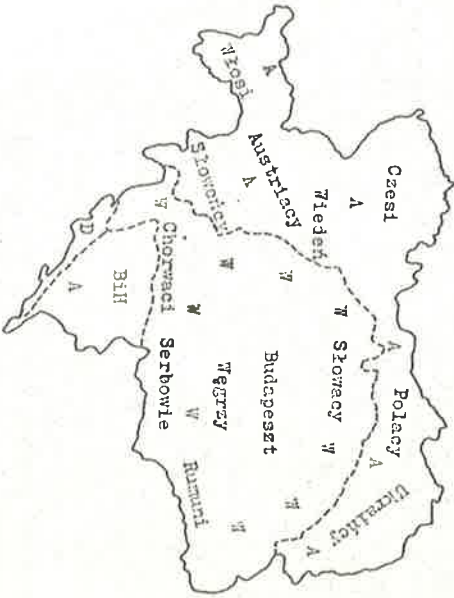 Polacy
Ukraińcy
Czesi
A
A
A
Słowacy
W
W
Wiedeń
A
W
W
Austriacy
Budapeszt
A
A
W
Włosi
W
Węgrzy
Słoweńcy
W
W
Rumuni
Chorwaci
Serbowie
W
BiH
D
A